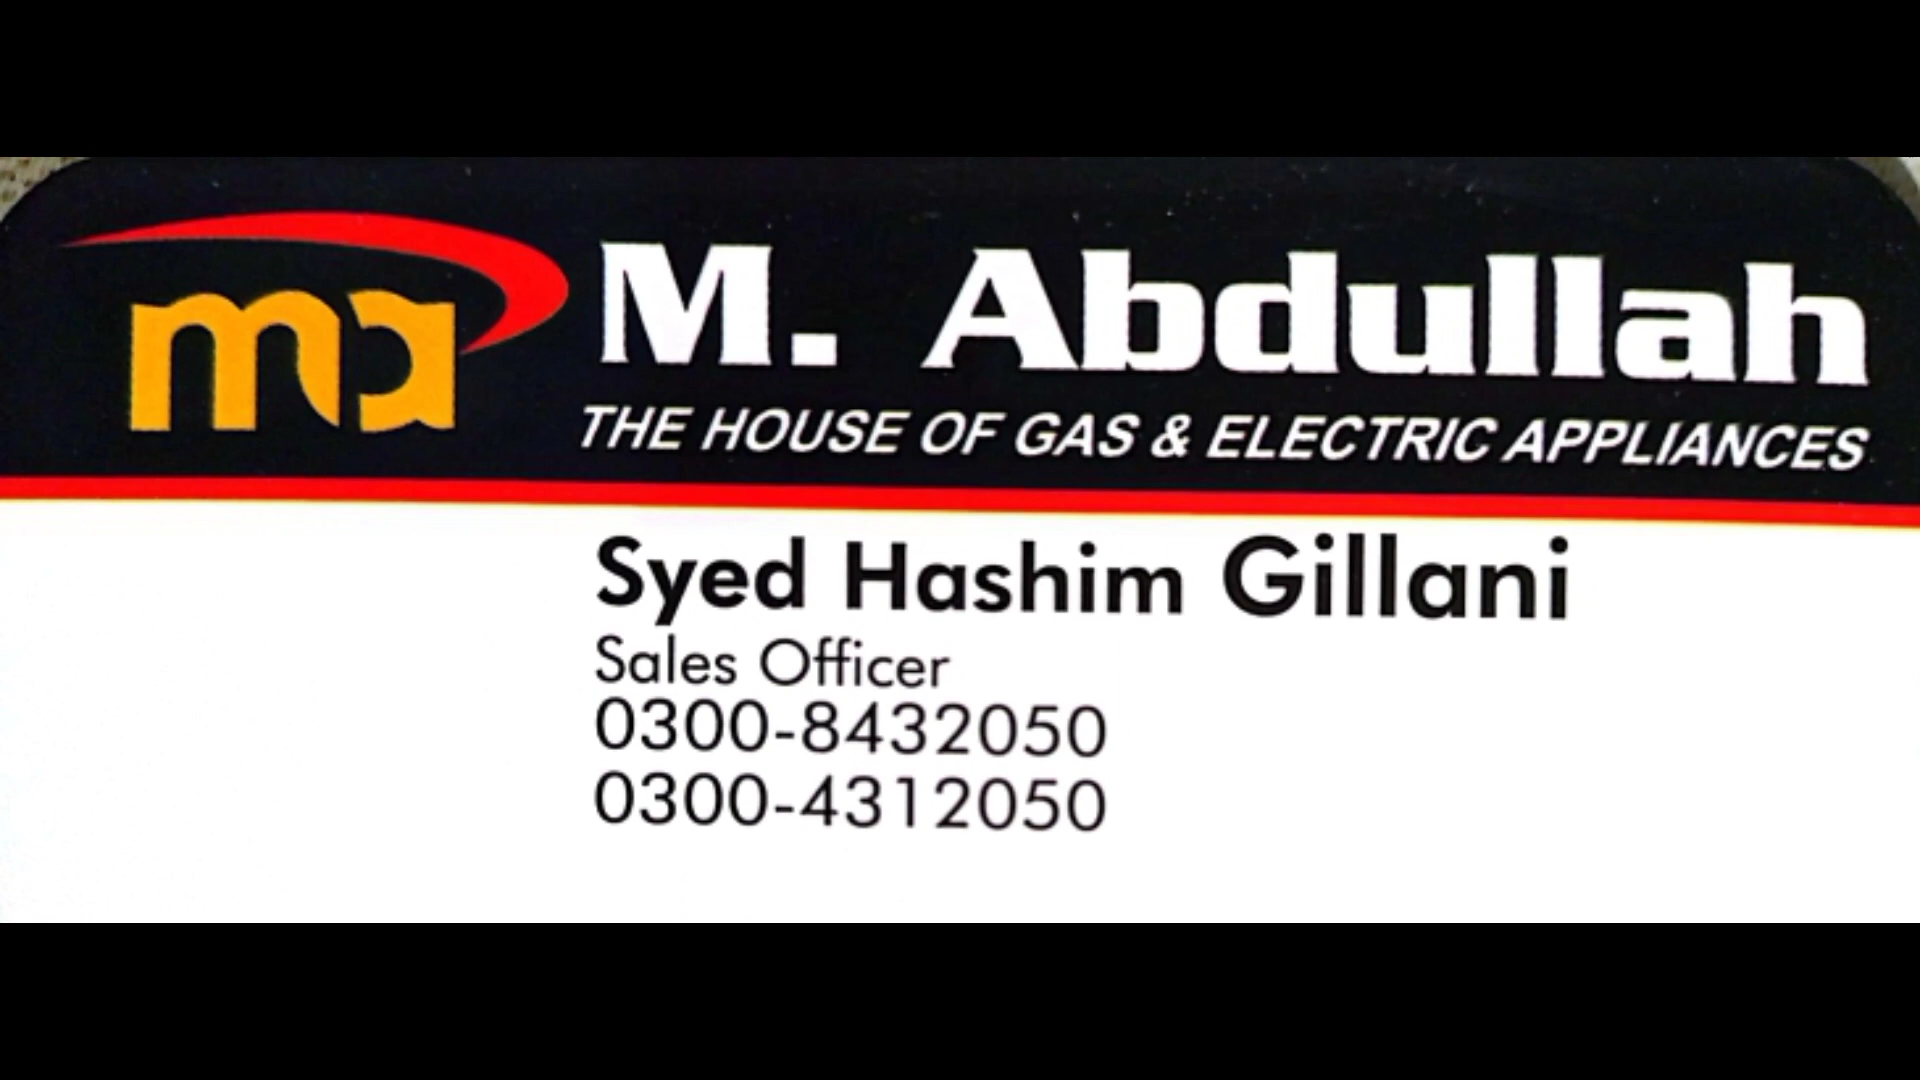 ma
M. Abdullah
THE HOUSE OF GAS & ELECTRIC APPLIANCES
Syed Hashim Gillani
Sales Officer
0300-8432050
0300-4312050